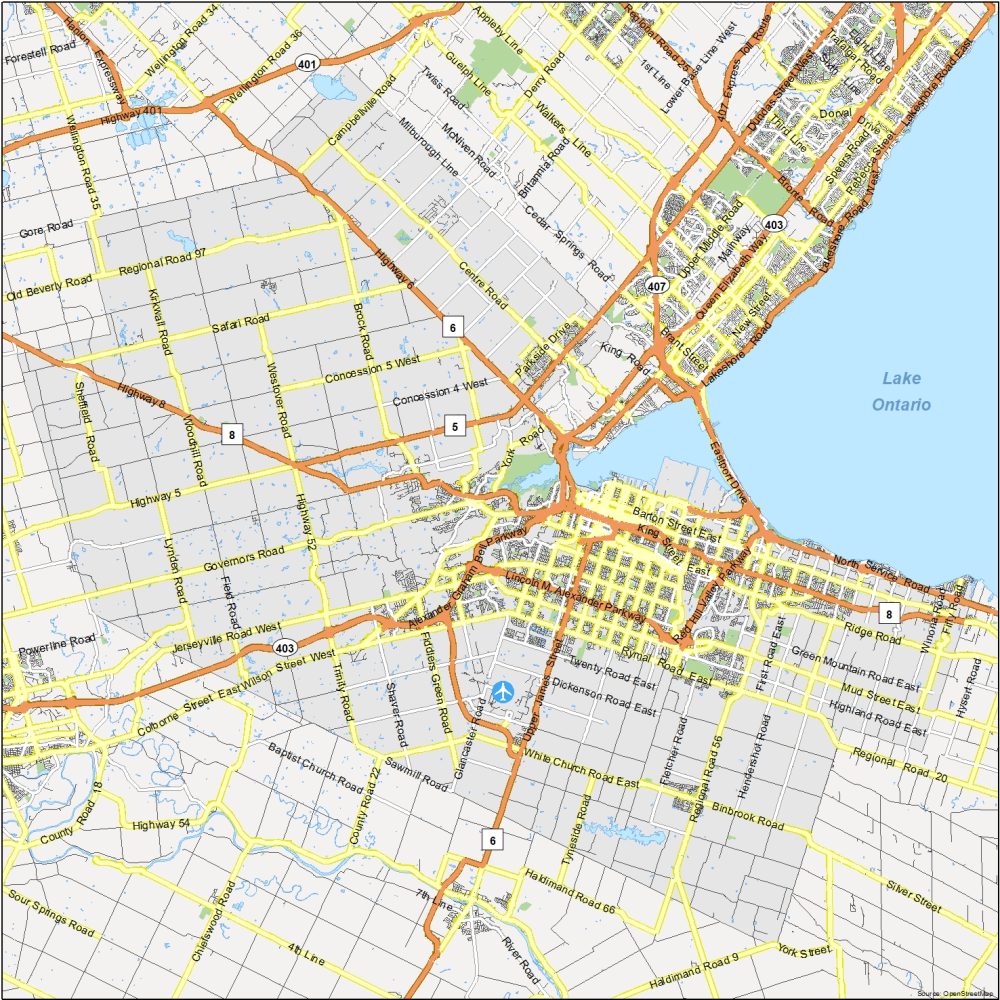 Forestell Road
Hanlon Expressway
Wellington Road 34
Wellington Road 36
401
Appleby Line
Guelph Line
Derry Road
Regional Road 25
1st Line
Lower Base Line West
407 Express Toll Route
Dundas Street West
Trafalgar Road
Sixth Line
Lakeshore Road East
Highway 401
Campbellville Road
Twiss Road
McNiven Road
Milburough Line
Walkers Line
Britannia Road
Third Line
Dorval Drive
Speers Road
Rebecca Street
Wellington Road 35
Gore Road
Cedar Springs Road
Bronte Road
Upper Middle Road
Mainway
403
Lakeshore Road West
Old Beverly Road
Regional Road 97
Highway 6
Centre Road
407
Queen Elizabeth Way
New Street
Kirkwall Road
Safari Road
Brock Road
6
Parkside Drive
King Road
Brant Street
Lakeshore Road
Lake
Ontario
Concession 5 West
Concession 4 West
Westover Road
Sheffield Road
Highway 8
8
Woodhill Road
5
York Road
Eastport Drive
Highway 5
Highway 52
Barton Street East
King Street East
Governors Road
Lynden Road
Field Road
Alexander Graham Bell Parkway
Lincoln M. Alexander Parkway
Red Hill Valley Parkway
North Service Road
8
Ridge Road
Winona Road
Fifty Road
Powerline Road
Jerseyville Road West
403
Wilson Street West
Fiddlers Green Road
Rymal Road East
Twenty Road East
Dickenson Road East
First Road East
Green Mountain Road East
Mud Street East
Highland Road East
Hysert Road
Colborne Street East
Trinity Road
Shaver Road
Glancaster Road
Upper James Street
Fletcher Road
Regional Road 56
Hendershot Road
Regional Road 20
Baptist Church Road
Sawmill Road
White Church Road East
Binbrook Road
County Road 18
Highway 54
County Road 22
6
Tyneside Road
Sour Springs Road
Chiefswood Road
4th Line
7th Line
River Road
Haldimand Road 66
Haldimand Road 9
York Street
Silver Street
Source: OpenStreetMap